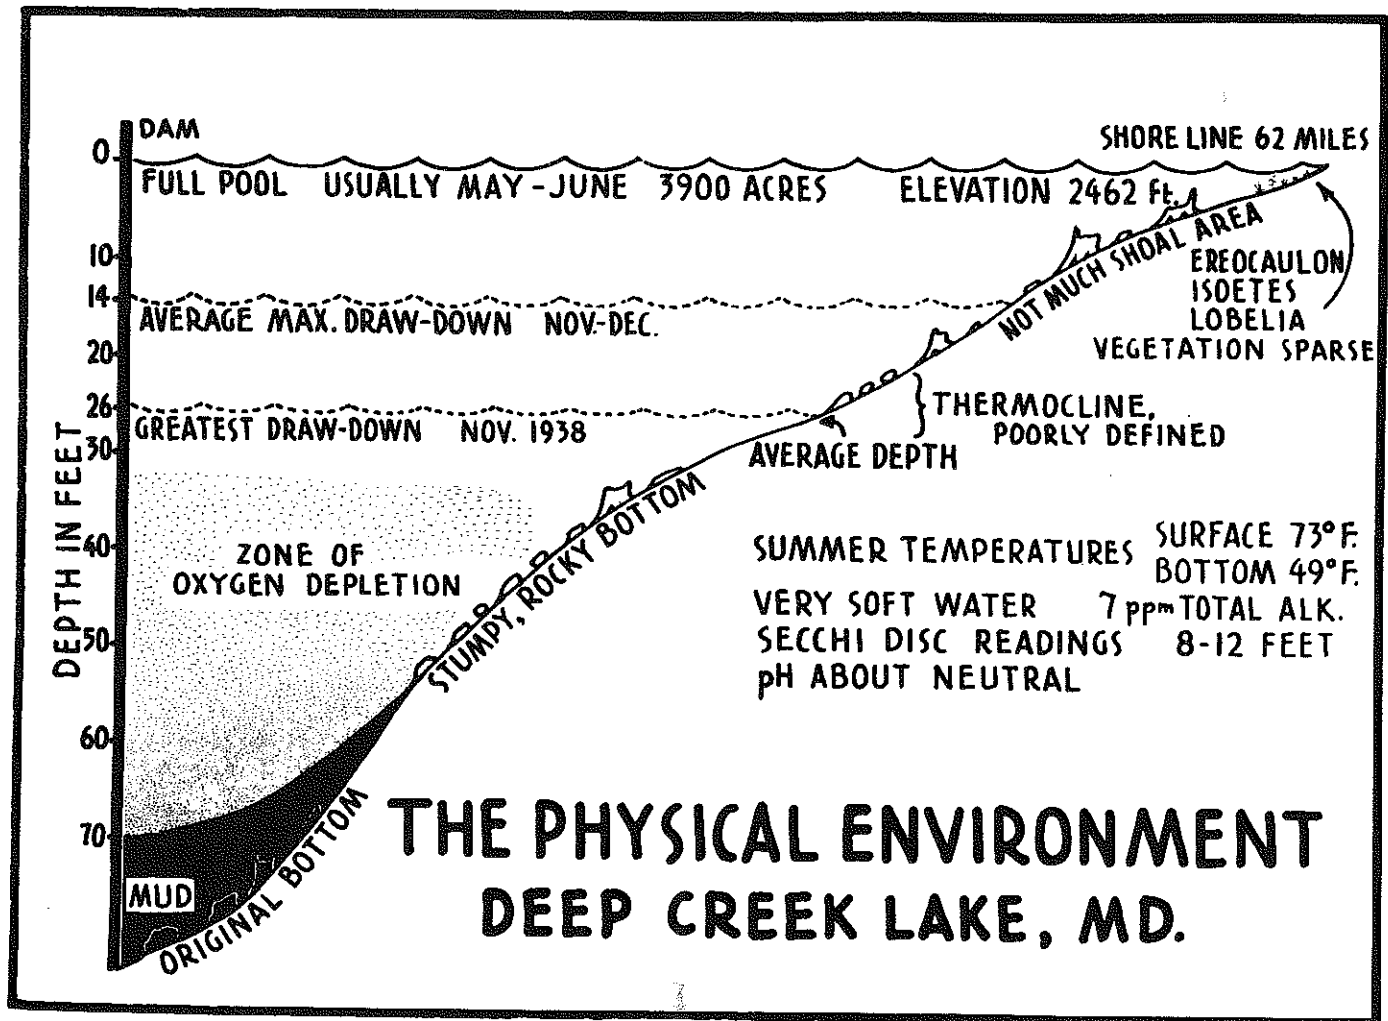 DAM
SHORE LINE 62 MILES
0
FULL POOL USUALLY MAY - JUNE 3900 ACRES ELEVATION 2462 Ft.
10
NOT MUCH SHOAL AREA
EREOCAULON
ISOETES
LOBELIA
VEGETATION SPARSE
14
AVERAGE MAX. DRAW-DOWN NOV.-DEC.
20
26
GREATEST DRAW-DOWN NOV. 1938
THERMOCLINE,
POORLY DEFINED
AVERAGE DEPTH
30
DEPTH IN FEET
40
ZONE OF
OXYGEN DEPLETION
STUMPY, ROCKY BOTTOM
SUMMER TEMPERATURES SURFACE 73°F.
BOTTOM 49°F.
VERY SOFT WATER 7 ppm TOTAL ALK.
SECCHI DISC READINGS 8-12 FEET
pH ABOUT NEUTRAL
50
60
70
MUD
ORIGINAL BOTTOM
THE PHYSICAL ENVIRONMENT
DEEP CREEK LAKE, MD.